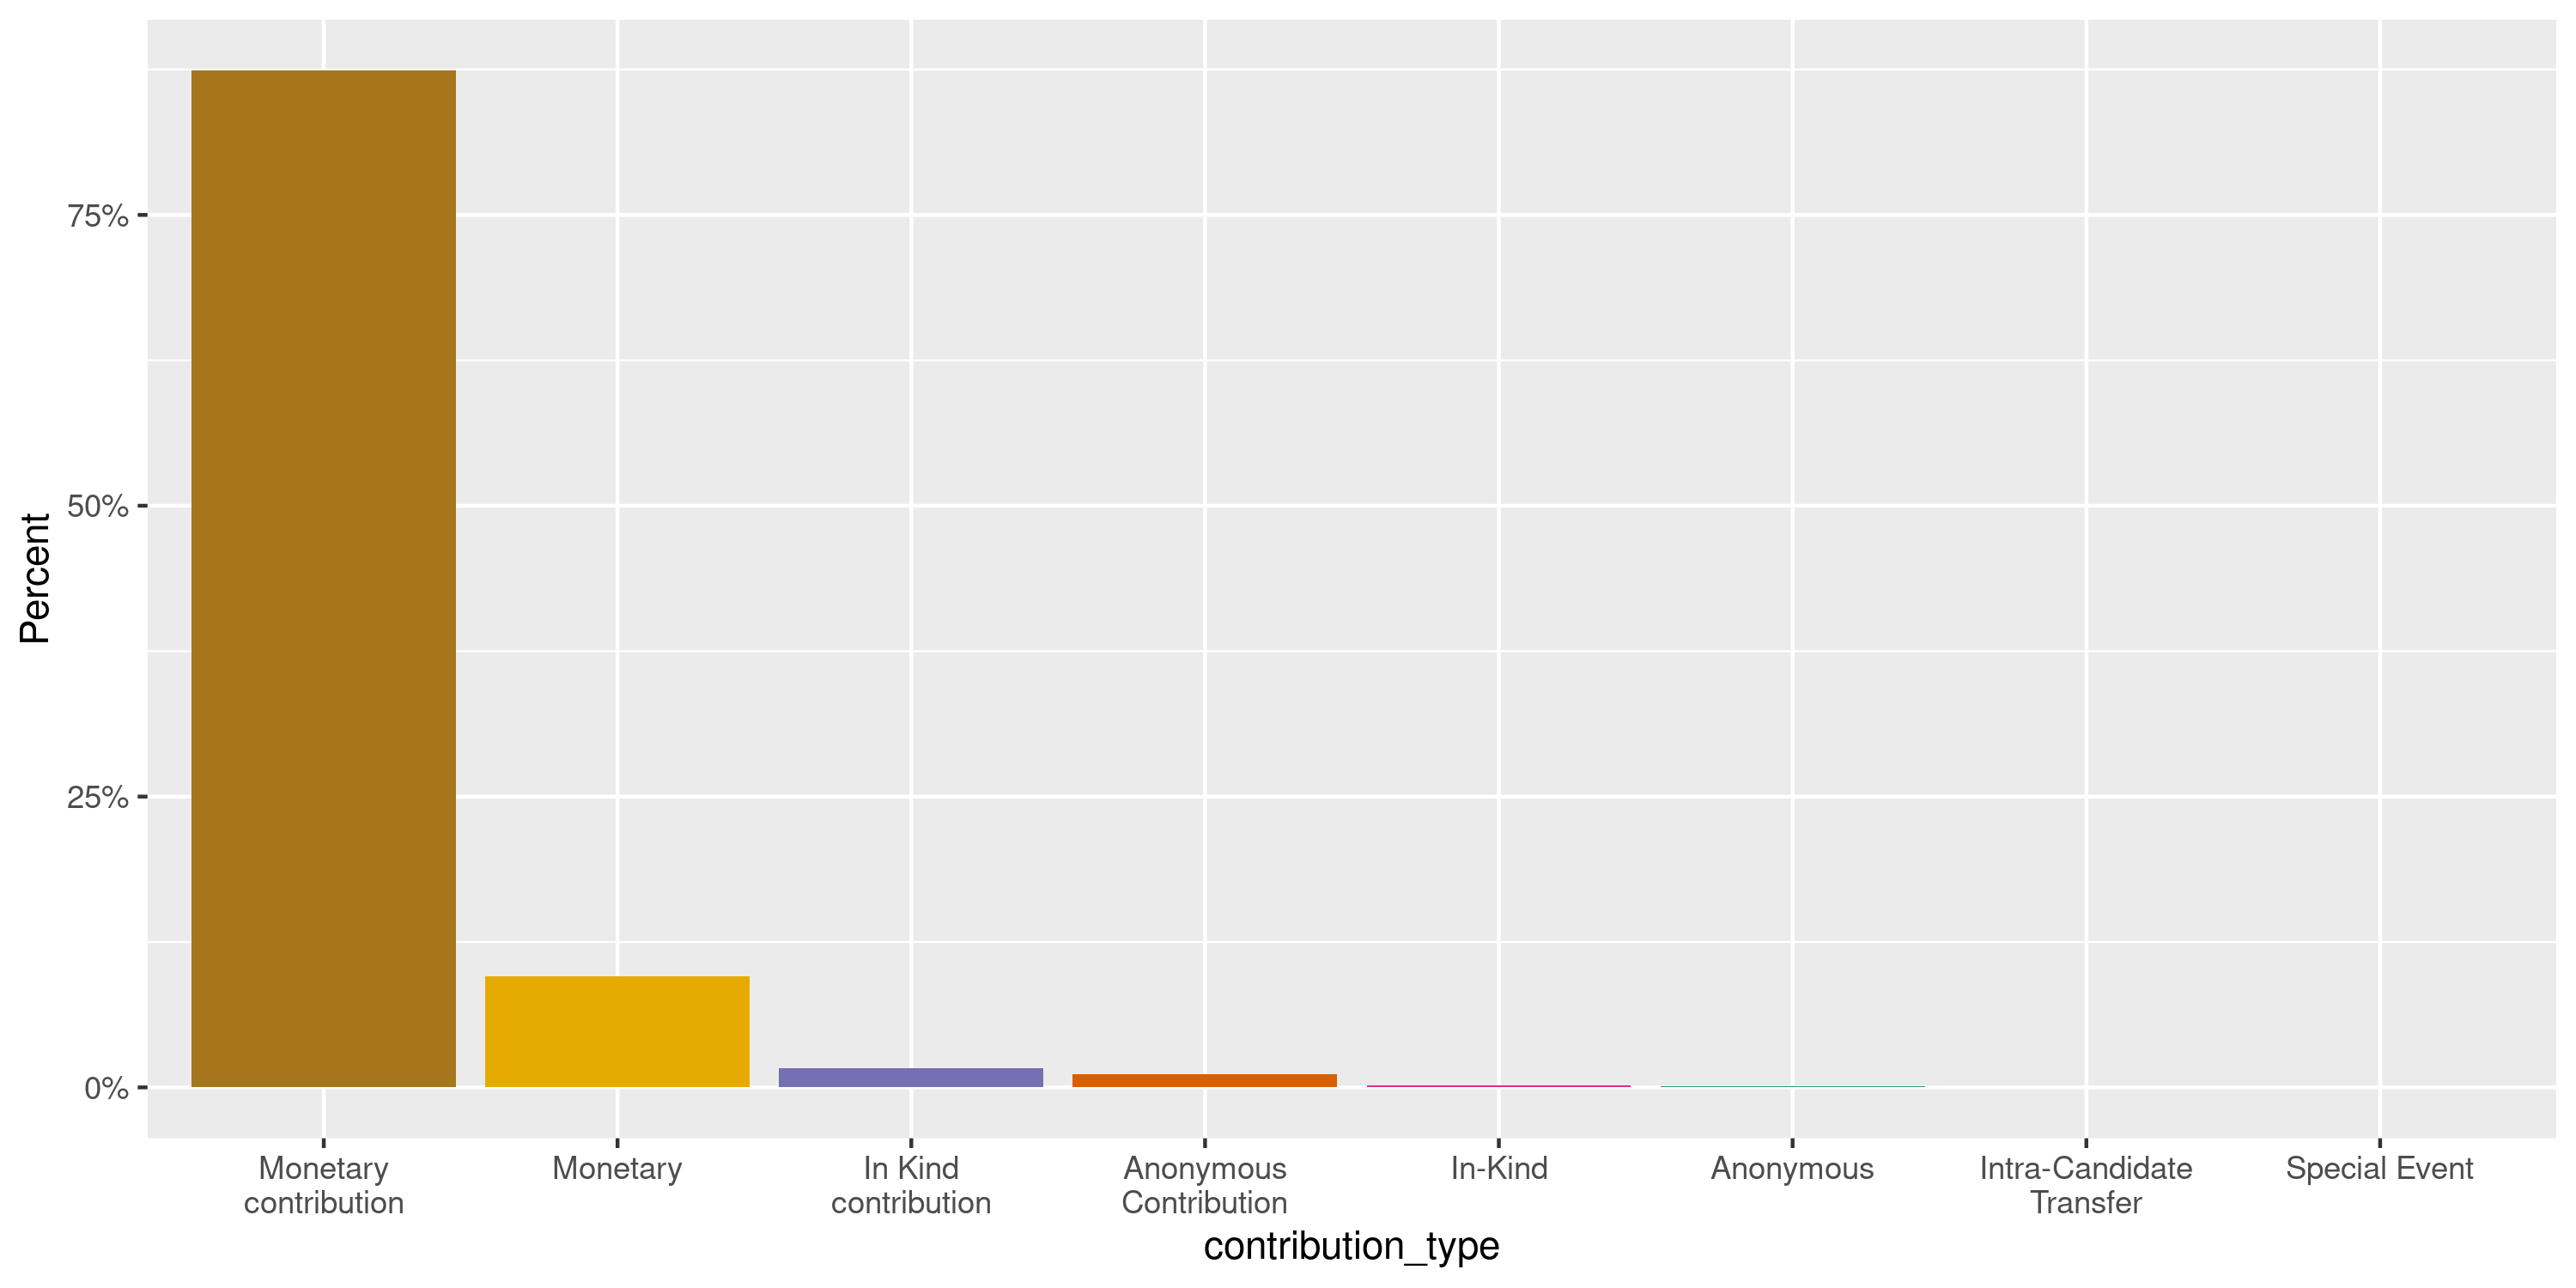 Percent
75%
50%
25%
0%
Monetary
contribution
Monetary
In Kind
contribution
Anonymous
Contribution
In-Kind
Anonymous
Intra-Candidate
Transfer
Special Event
contribution_type